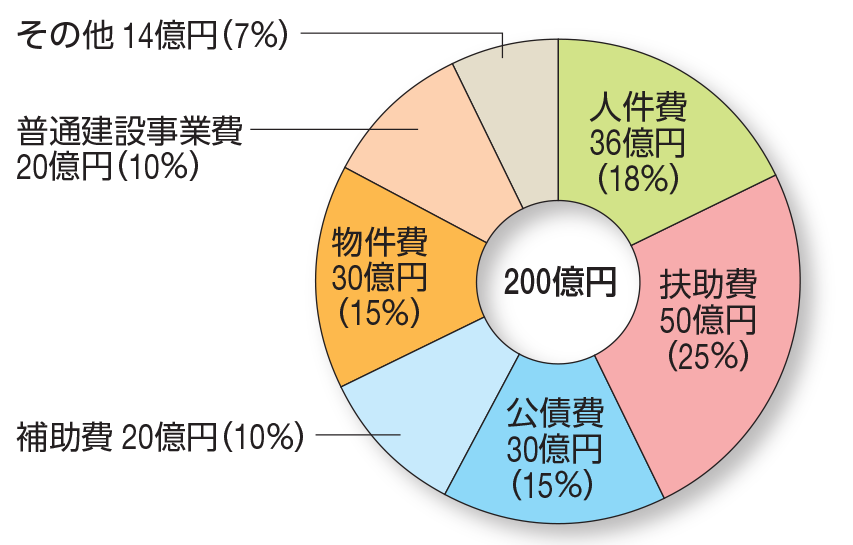 その他 14億円(7%)
普通建設事業費
20億円(10%)
人件費
36億円
(18%)
物件費
30億円
(15%)
200億円
扶助費
50億円
(25%)
公債費
30億円
(15%)
補助費 20億円(10%)